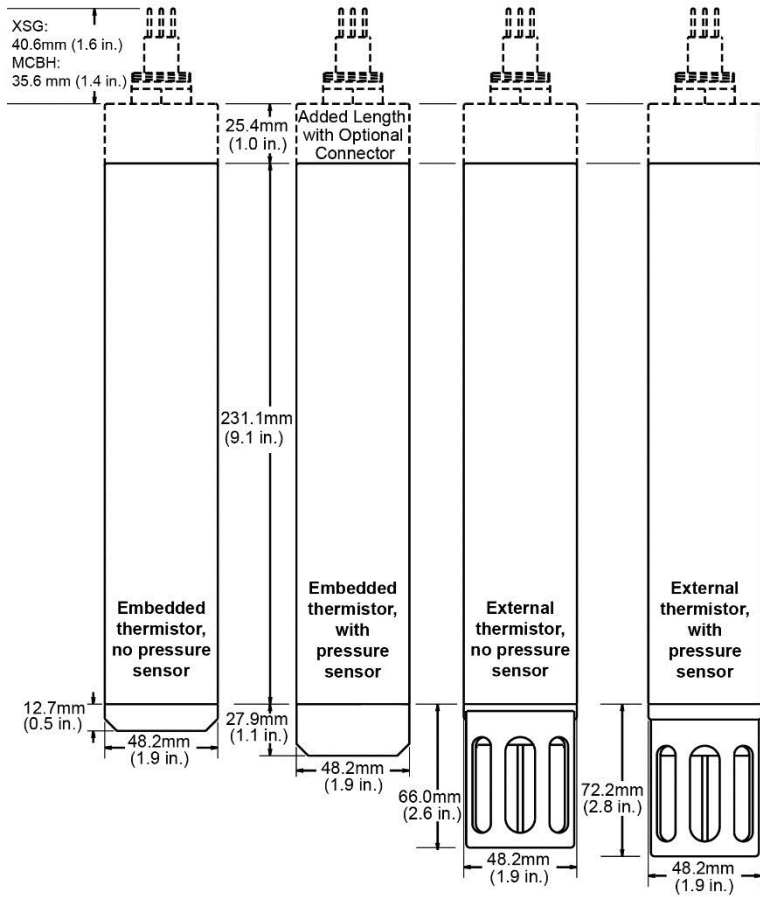 XSG:
40.6mm (1.6 in.)
MCBH:
35.6 mm (1.4 in.)
25.4mm
(1.0 in.)
Added Length
with Optional
Connector
231.1mm
(9.1 in.)
Embedded
thermistor,
no pressure
sensor
Embedded
thermistor,
with
pressure
sensor
External
thermistor,
no pressure
sensor
External
thermistor,
with
pressure
sensor
12.7mm
(0.5 in.)
48.2mm
(1.9 in.)
27.9mm
(1.1 in.)
48.2mm
(1.9 in.)
66.0mm
(2.6 in.)
48.2mm
(1.9 in.)
72.2mm
(2.8 in.)
48.2mm
(1.9 in.)